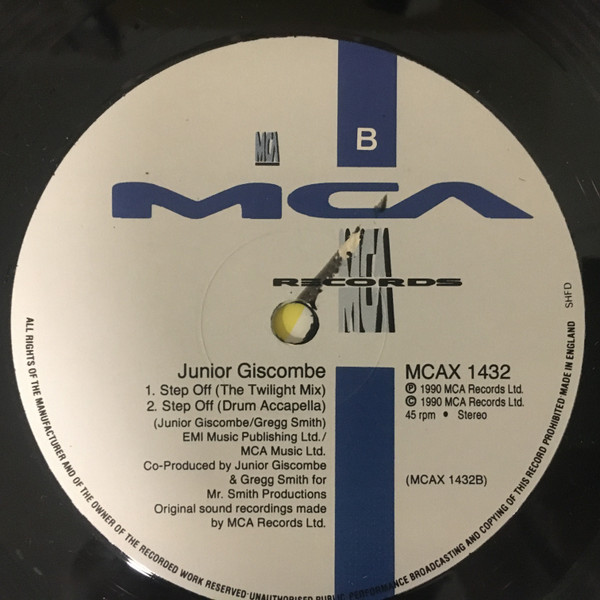 B
MCA
MCA
MCA
RECORDS
SHFD
Junior Giscombe
1. Step Off (The Twilight Mix)
2. Step Off (Drum Accapella)
(Junior Giscombe/Gregg Smith)
EMI Music Publishing Ltd./
MCA Music Ltd.
Co-Produced by Junior Giscombe
& Gregg Smith for
Mr. Smith Productions
Original sound recordings made
by MCA Records Ltd.
MCAX 1432
℗ 1990 MCA Records Ltd.
© 1990 MCA Records Ltd.
45 rpm • Stereo
(MCAX 1432B)
ALL RIGHTS OF THE MANUFACTURER AND OF THE OWNER OF THE RECORDED WORK RESERVED·UNAUTHORISED PUBLIC PERFORMANCE BROADCASTING AND COPYING OF THIS RECORD PROHIBITED MADE IN ENGLAND